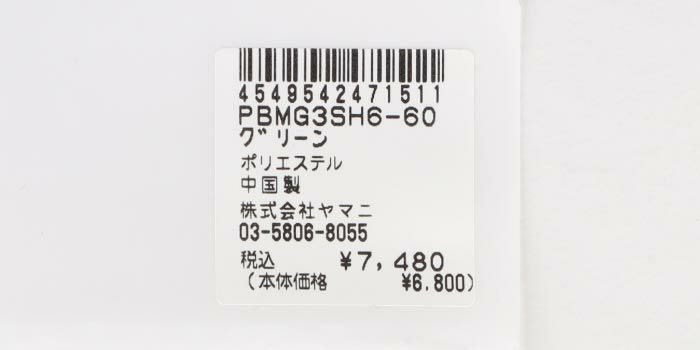 4549542471511
PBMG3SH6-60
グリーン
ポリエステル
中国製
株式会社ヤマニ
03-5806-8055
税込 ¥7,480
(本体価格 ¥6,800)